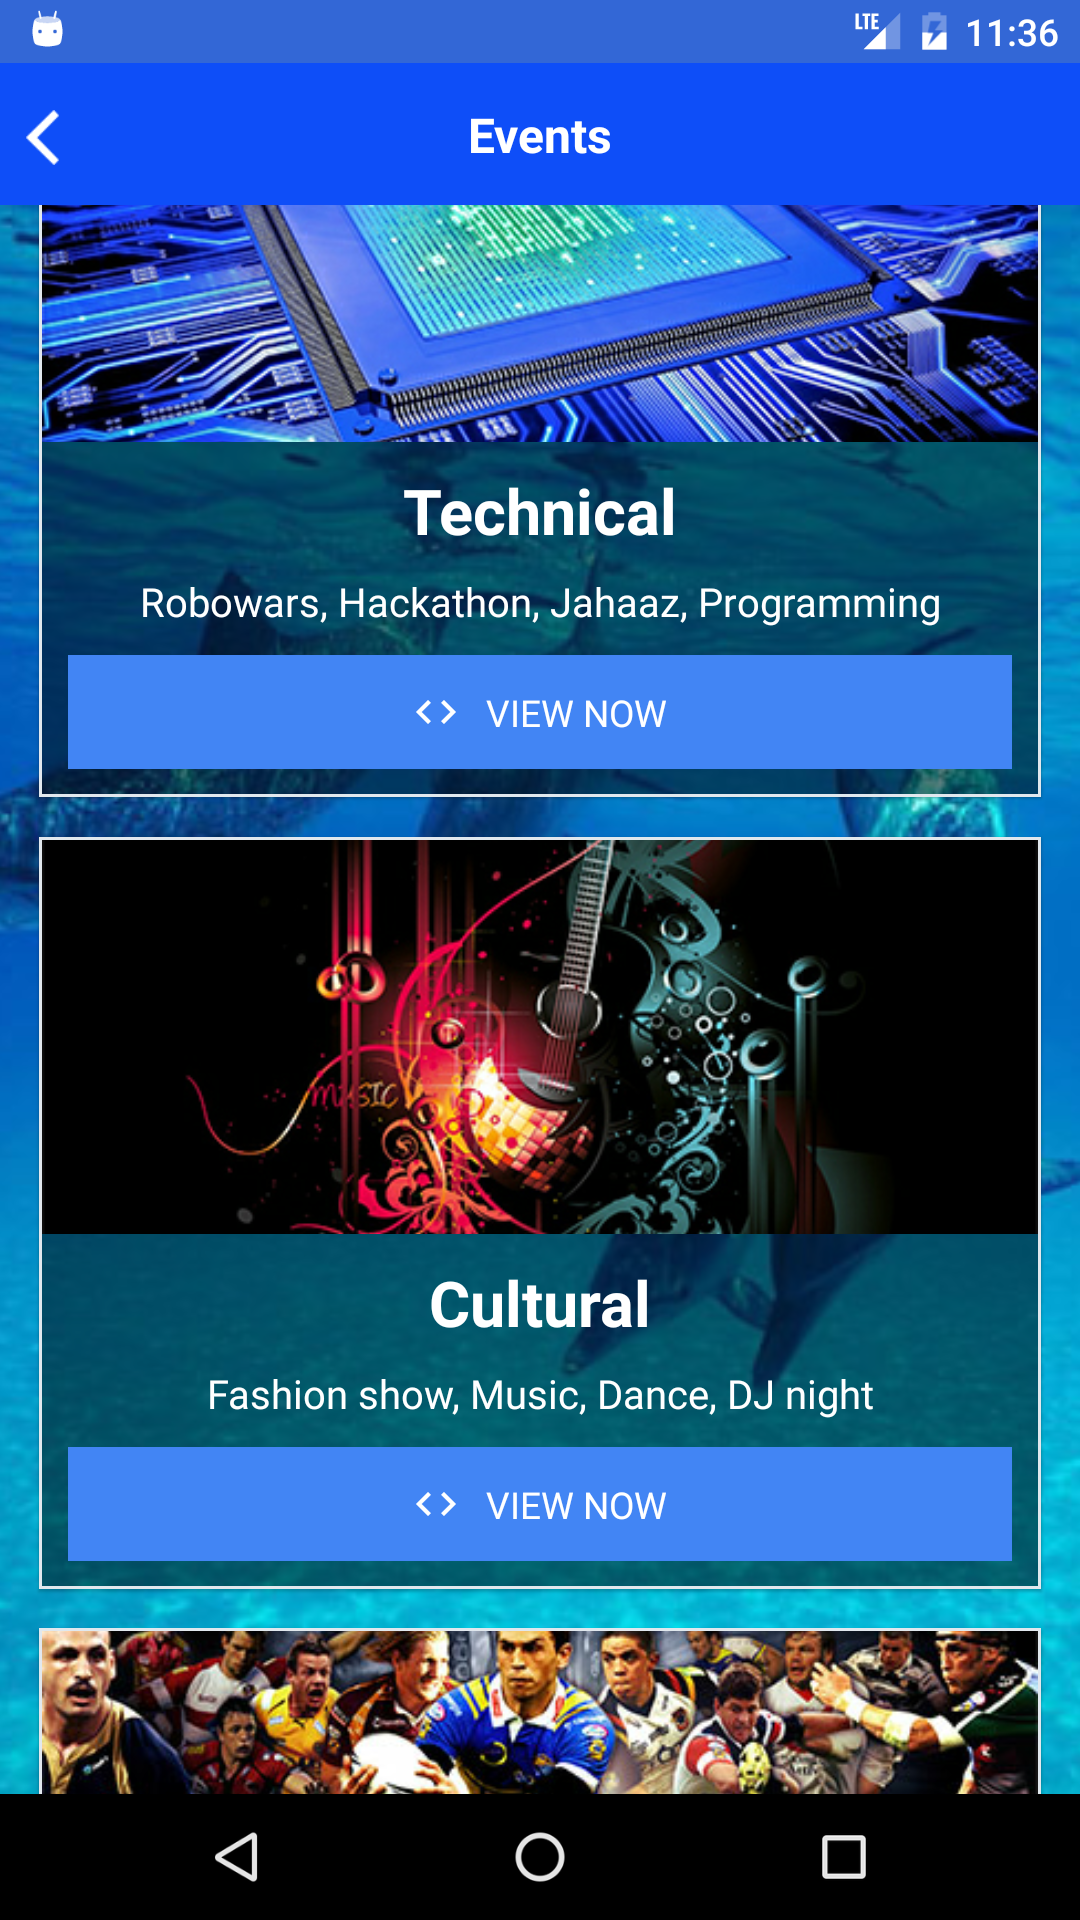 LTE 11:36
Events
Technical
Robowars, Hackathon, Jahaaz, Programming
<> VIEW NOW
MUSIC
Cultural
Fashion show, Music, Dance, DJ night
<> VIEW NOW